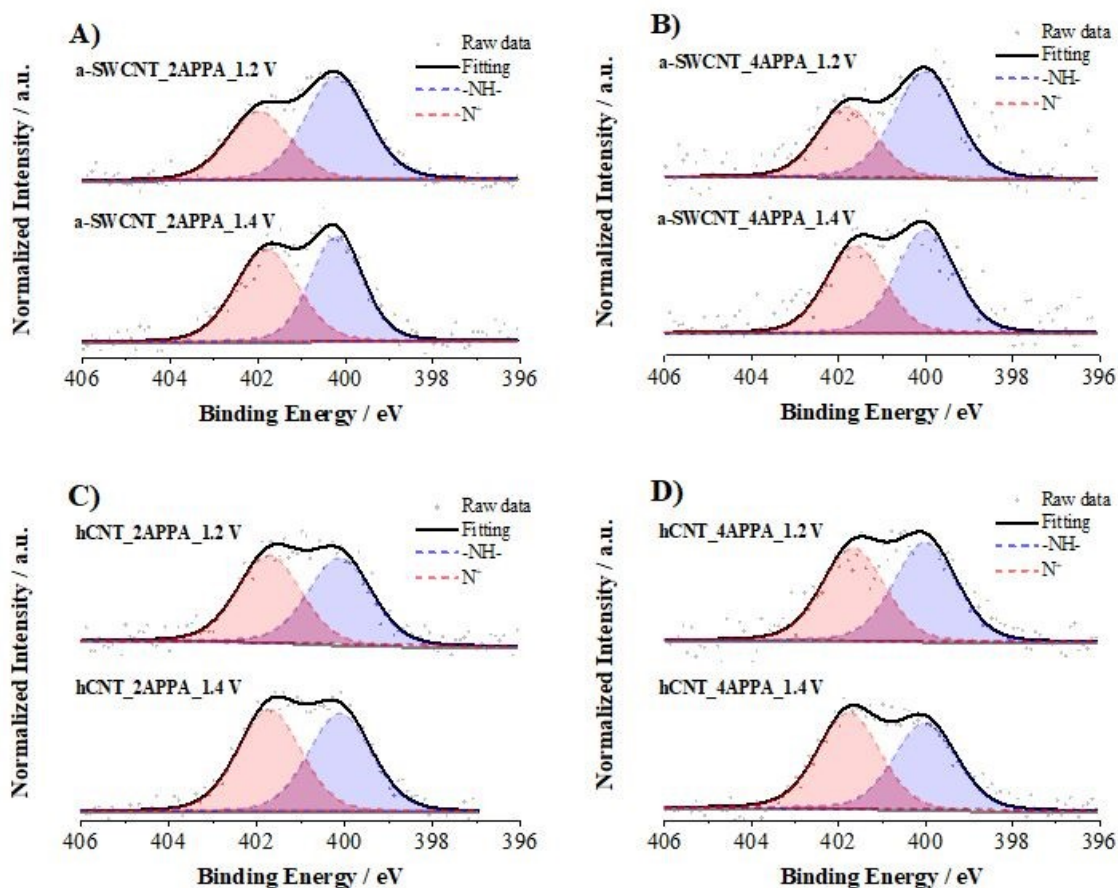 A)
a-SWCNT_2APPA_1.2 V
Raw data
Fitting
-NH-
N⁺
a-SWCNT_2APPA_1.4 V
Normalized Intensity / a.u.
406 404 402 400 398 396
Binding Energy / eV
B)
a-SWCNT_4APPA_1.2 V
Raw data
Fitting
-NH-
N⁺
a-SWCNT_4APPA_1.4 V
Normalized Intensity / a.u.
406 404 402 400 398 396
Binding Energy / eV
C)
hCNT_2APPA_1.2 V
Raw data
Fitting
-NH-
N⁺
hCNT_2APPA_1.4 V
Normalized Intensity / a.u.
406 404 402 400 398 396
Binding Energy / eV
D)
hCNT_4APPA_1.2 V
Raw data
Fitting
-NH-
N⁺
hCNT_4APPA_1.4 V
Normalized Intensity / a.u.
406 404 402 400 398 396
Binding Energy / eV